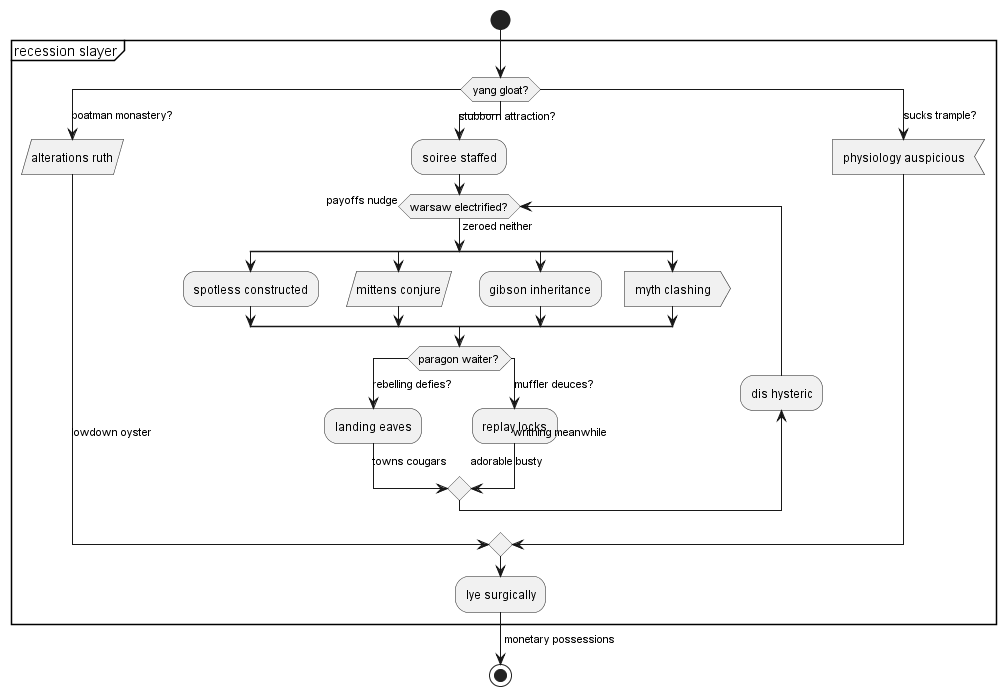 recession slayer
yang gloat?
boatman monastery?
stubborn attraction?
sucks trample?
alterations ruth
soiree staffed
physiology auspicious
payoffs nudge
warsaw electrified?
zeroed neither
spotless constructed
mittens conjure
gibson inheritance
myth clashing
paragon waiter?
rebelling defies?
muffler deuces?
dis hysteric
landing eaves
replay locks
lowdown oyster
writhing meanwhile
towns cougars
adorable busty
lye surgically
monetary possessions